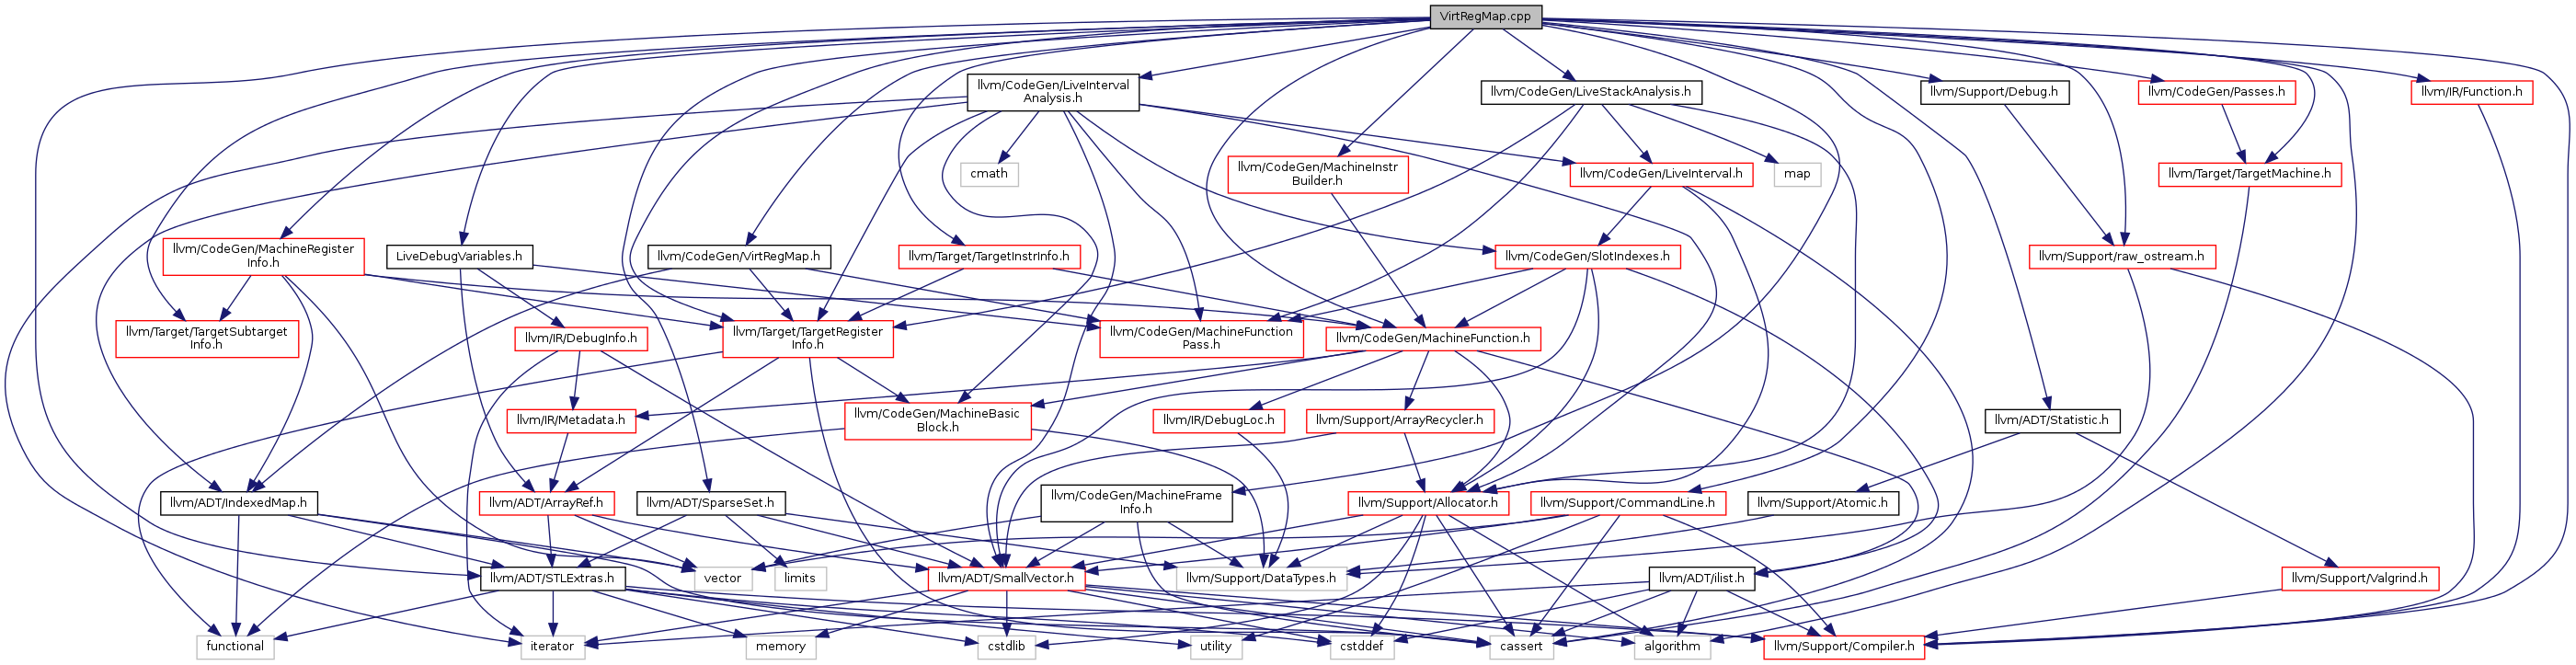 VirtRegMap.cpp
llvm/CodeGen/LiveInterval
Analysis.h
llvm/CodeGen/LiveStackAnalysis.h
llvm/Support/Debug.h
llvm/CodeGen/Passes.h
llvm/IR/Function.h
cmath
llvm/CodeGen/MachineInstr
Builder.h
llvm/CodeGen/LiveInterval.h
map
llvm/Target/TargetMachine.h
llvm/CodeGen/MachineRegister
Info.h
LiveDebugVariables.h
llvm/CodeGen/VirtRegMap.h
llvm/Target/TargetInstrInfo.h
llvm/CodeGen/SlotIndexes.h
llvm/Support/raw_ostream.h
llvm/Target/TargetSubtarget
Info.h
llvm/IR/DebugInfo.h
llvm/Target/TargetRegister
Info.h
llvm/CodeGen/MachineFunction
Pass.h
llvm/CodeGen/MachineFunction.h
llvm/IR/Metadata.h
llvm/CodeGen/MachineBasic
Block.h
llvm/IR/DebugLoc.h
llvm/Support/ArrayRecycler.h
llvm/ADT/Statistic.h
llvm/ADT/IndexedMap.h
llvm/ADT/ArrayRef.h
llvm/ADT/SparseSet.h
llvm/CodeGen/MachineFrame
Info.h
llvm/Support/Allocator.h
llvm/Support/CommandLine.h
llvm/Support/Atomic.h
llvm/ADT/STLExtras.h
vector
limits
llvm/ADT/SmallVector.h
llvm/Support/DataTypes.h
llvm/ADT/ilist.h
llvm/Support/Valgrind.h
functional
iterator
memory
cstdlib
utility
cstddef
cassert
algorithm
llvm/Support/Compiler.h